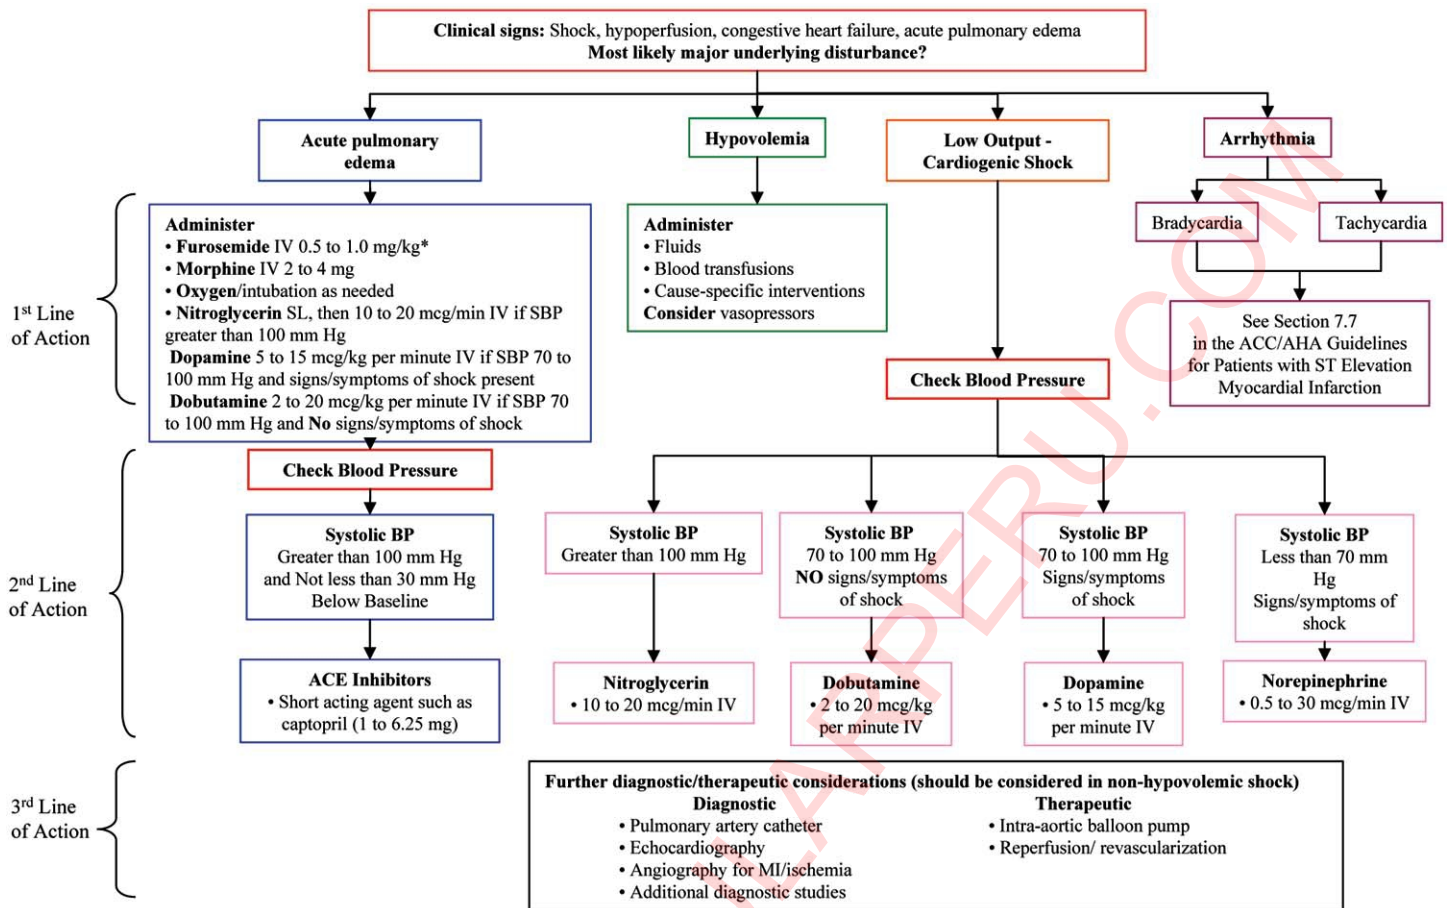 Clinical signs: Shock, hypoperfusion, congestive heart failure, acute pulmonary edema
Most likely major underlying disturbance?
Acute pulmonary
edema
Hypovolemia
Low Output -
Cardiogenic Shock
Arrhythmia
Bradycardia
Tachycardia
1st Line
of Action
Administer
• Furosemide IV 0.5 to 1.0 mg/kg*
• Morphine IV 2 to 4 mg
• Oxygen/intubation as needed
• Nitroglycerin SL, then 10 to 20 mcg/min IV if SBP
greater than 100 mm Hg
Dopamine 5 to 15 mcg/kg per minute IV if SBP 70 to
100 mm Hg and signs/symptoms of shock present
Dobutamine 2 to 20 mcg/kg per minute IV if SBP 70
to 100 mm Hg and No signs/symptoms of shock
Administer
• Fluids
• Blood transfusions
• Cause-specific interventions
Consider vasopressors
Check Blood Pressure
See Section 7.7
in the ACC/AHA Guidelines
for Patients with ST Elevation
Myocardial Infarction
2nd Line
of Action
Check Blood Pressure
Systolic BP
Greater than 100 mm Hg
and Not less than 30 mm Hg
Below Baseline
ACE Inhibitors
• Short acting agent such as
captopril (1 to 6.25 mg)
Systolic BP
Greater than 100 mm Hg
Systolic BP
70 to 100 mm Hg
NO signs/symptoms
of shock
Systolic BP
70 to 100 mm Hg
Signs/symptoms
of shock
Systolic BP
Less than 70 mm
Hg
Signs/symptoms of
shock
Nitroglycerin
• 10 to 20 mcg/min IV
Dobutamine
• 2 to 20 mcg/kg
per minute IV
Dopamine
• 5 to 15 mcg/kg
per minute IV
Norepinephrine
• 0.5 to 30 mcg/min IV
3rd Line
of Action
Further diagnostic/therapeutic considerations (should be considered in non-hypovolemic shock)
Diagnostic
• Pulmonary artery catheter
• Echocardiography
• Angiography for MI/ischemia
• Additional diagnostic studies
Therapeutic
• Intra-aortic balloon pump
• Reperfusion/ revascularization
LARPERU.COM